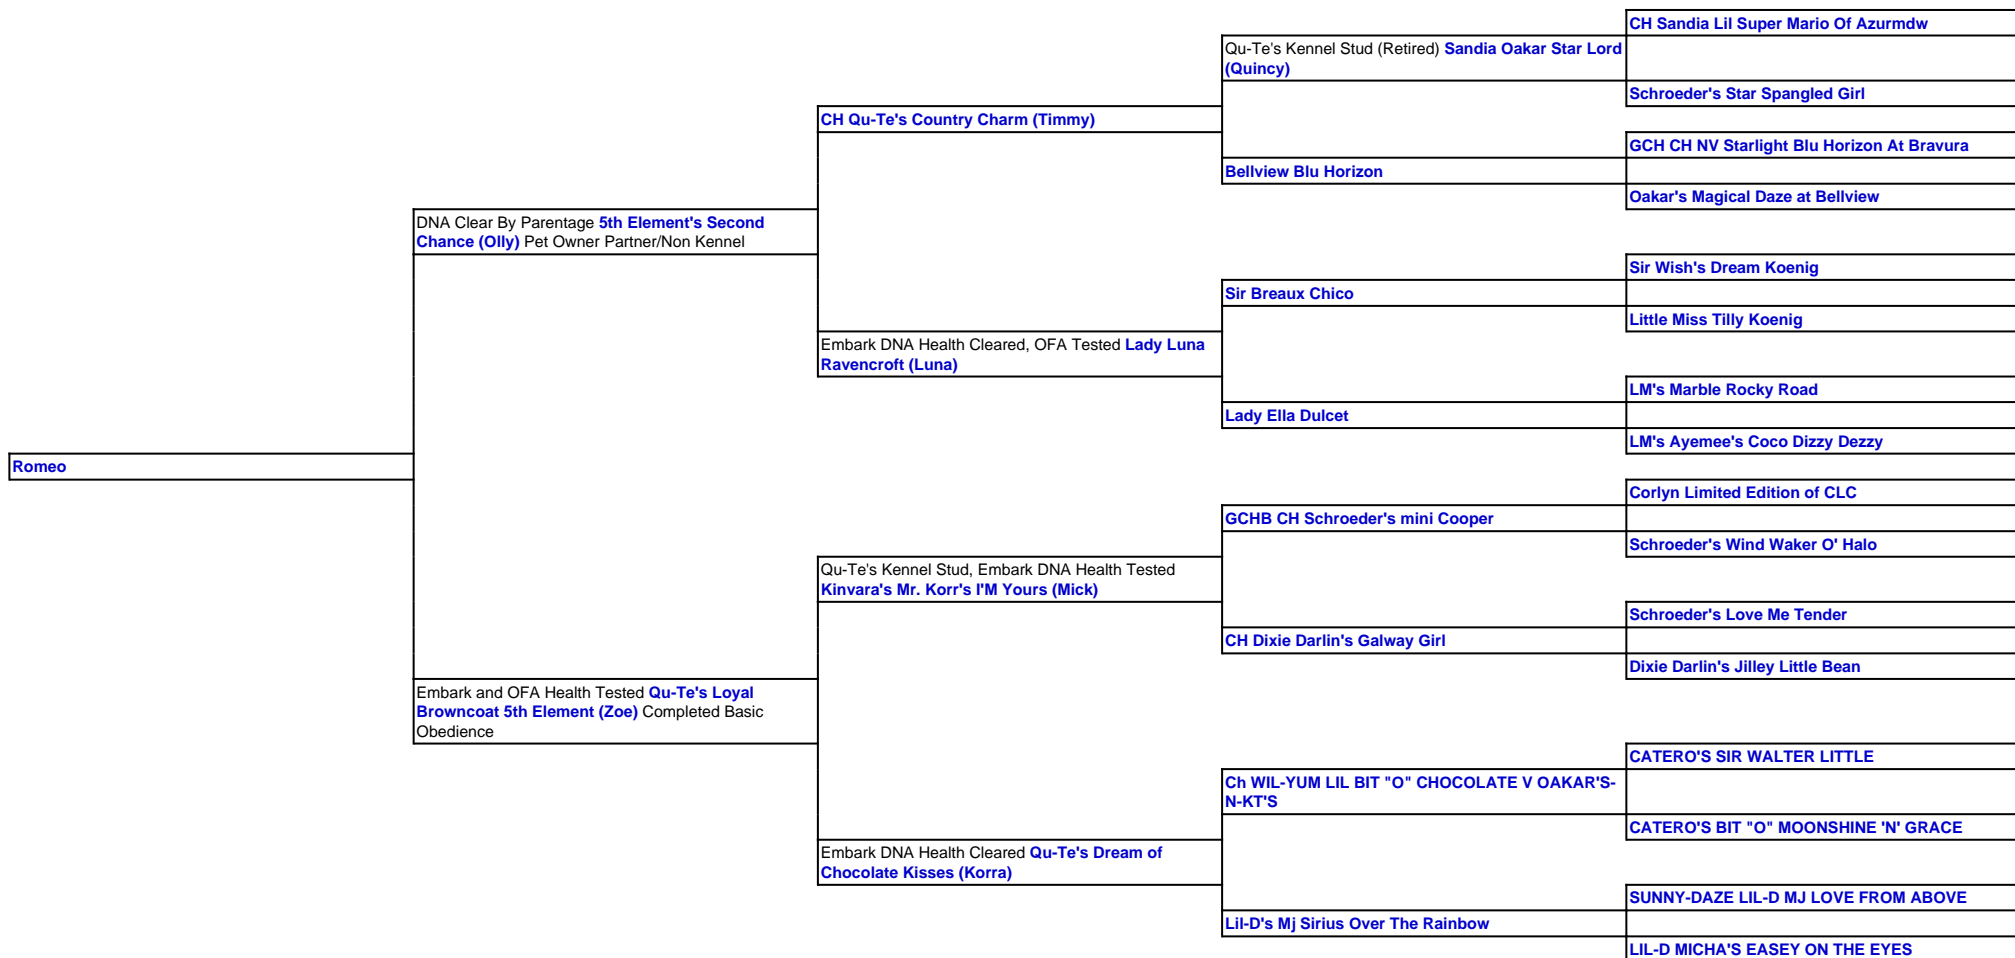 CH Sandia Lil Super Mario Of Azurmdw
Qu-Te's Kennel Stud (Retired) Sandia Oakar Star Lord
(Quincy)
Schroeder's Star Spangled Girl
CH Qu-Te's Country Charm (Timmy)
GCH CH NV Starlight Blu Horizon At Bravura
Bellview Blu Horizon
Oakar's Magical Daze at Bellview
DNA Clear By Parentage 5th Element's Second
Chance (Olly) Pet Owner Partner/Non Kennel
Sir Wish's Dream Koenig
Sir Breaux Chico
Little Miss Tilly Koenig
Embark DNA Health Cleared, OFA Tested Lady Luna
Ravencroft (Luna)
LM's Marble Rocky Road
Lady Ella Dulcet
LM's Ayemee's Coco Dizzy Dezzy
Romeo
Corlyn Limited Edition of CLC
GCHB CH Schroeder's mini Cooper
Schroeder's Wind Waker O' Halo
Qu-Te's Kennel Stud, Embark DNA Health Tested
Kinvara's Mr. Korr's I'M Yours (Mick)
Schroeder's Love Me Tender
CH Dixie Darlin's Galway Girl
Dixie Darlin's Jilley Little Bean
Embark and OFA Health Tested Qu-Te's Loyal
Browncoat 5th Element (Zoe) Completed Basic
Obedience
CATERO'S SIR WALTER LITTLE
Ch WIL-YUM LIL BIT "O" CHOCOLATE V OAKAR'S-
N-KT'S
CATERO'S BIT "O" MOONSHINE 'N' GRACE
Embark DNA Health Cleared Qu-Te's Dream of
Chocolate Kisses (Korra)
SUNNY-DAZE LIL-D MJ LOVE FROM ABOVE
Lil-D's Mj Sirius Over The Rainbow
LIL-D MICHA'S EASEY ON THE EYES